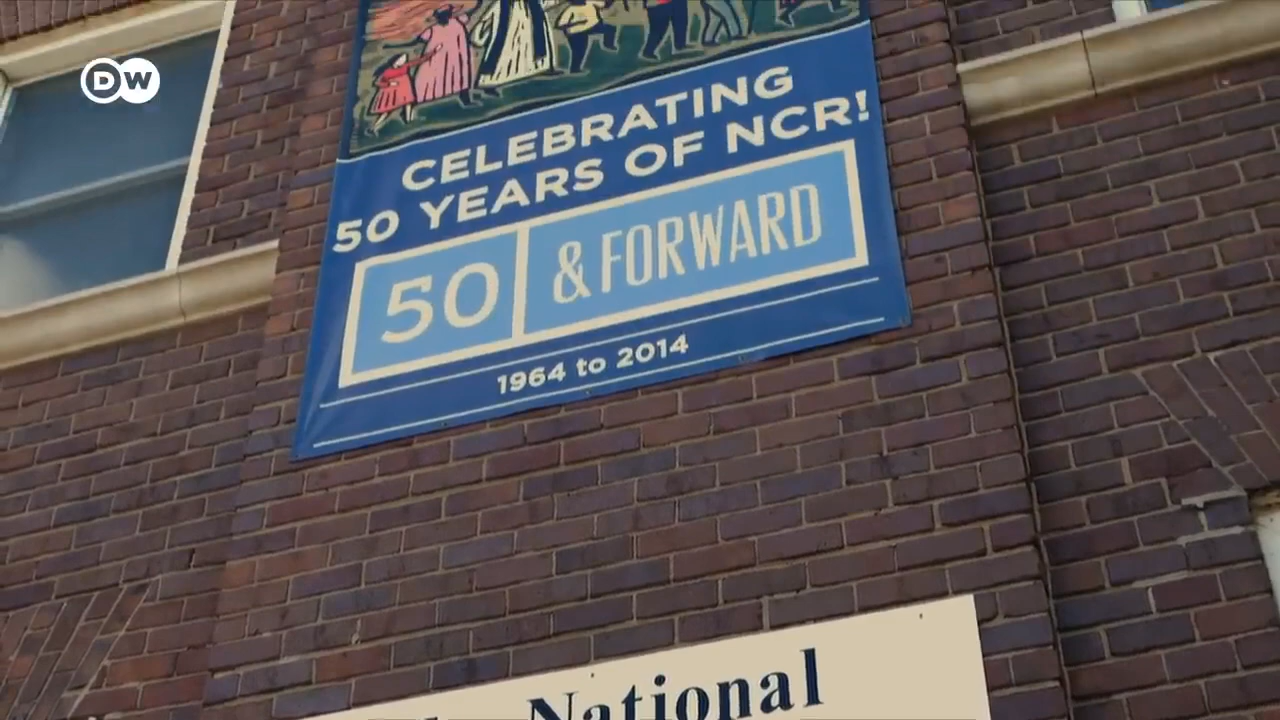 DW
CELEBRATING
50 YEARS OF NCR!
50 & FORWARD
1964 to 2014
National